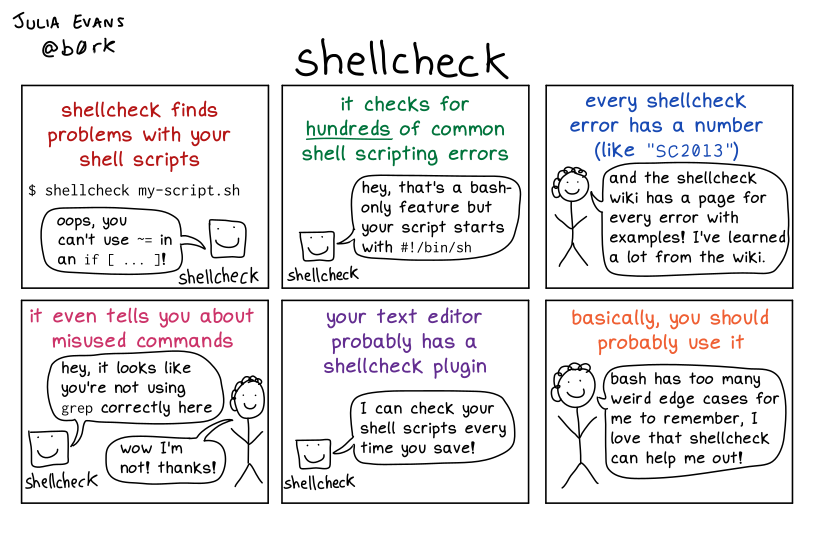 JULIA EVANS
@b0rk
shellcheck
shellcheck finds
problems with your
shell scripts
$ shellcheck my-script.sh
oops, you
can't use ~= in
an if [ ... ]!
shellcheck
it checks for
hundreds of common
shell scripting errors
hey, that's a bash-
only feature but
your script starts
with #!/bin/sh
shellcheck
every shellcheck
error has a number
(like "SC2013")
and the shellcheck
wiki has a page for
every error with
examples! I've learned
a lot from the wiki.
it even tells you about
misused commands
hey, it looks like
you're not using
grep correctly here
wow I'm
not! thanks!
shellcheck
your text editor
probably has a
shellcheck plugin
I can check your
shell scripts every
time you save!
shellcheck
basically, you should
probably use it
bash has too many
weird edge cases for
me to remember, I
love that shellcheck
can help me out!